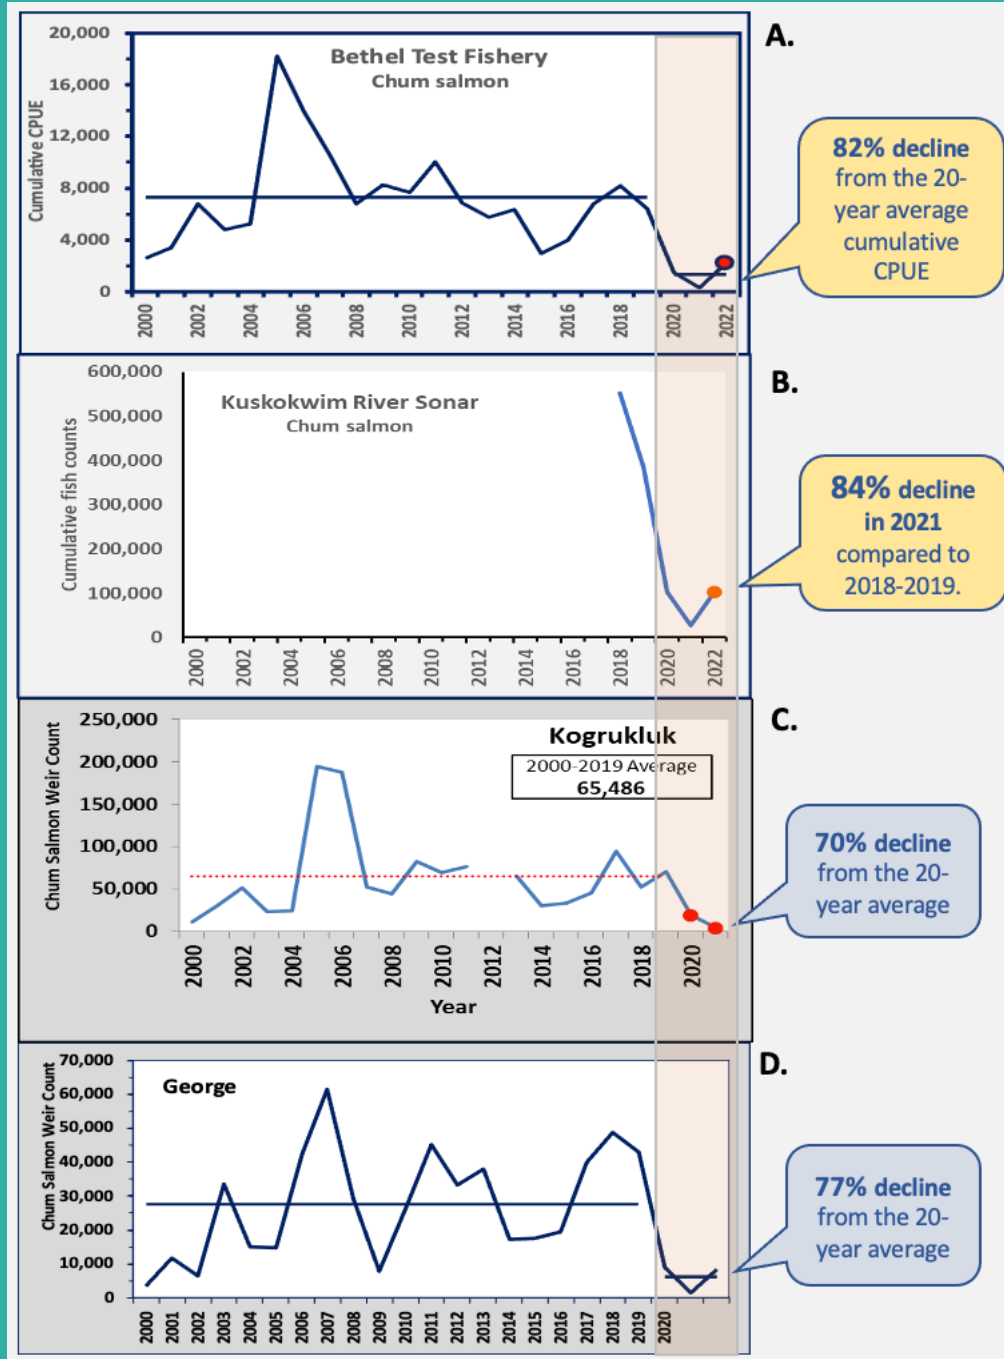 A.
Bethel Test Fishery
Chum salmon
Cumulative CPUE
20,000
16,000
12,000
8,000
4,000
0
2000
2002
2004
2006
2008
2010
2012
2014
2016
2018
2020
2022
82% decline
from the 20-
year average
cumulative
CPUE
B.
Kuskokwim River Sonar
Chum salmon
Cumulative fish counts
600,000
500,000
400,000
300,000
200,000
100,000
0
2000
2002
2004
2006
2008
2010
2012
2014
2016
2018
2020
2022
84% decline
in 2021
compared to
2018-2019.
C.
Kogrukluk
2000-2019 Average
65,486
Chum Salmon Weir Count
250,000
200,000
150,000
100,000
50,000
0
2000
2002
2004
2006
2008
2010
2012
2014
2016
2018
2020
Year
70% decline
from the 20-
year average
D.
George
Chum Salmon Weir Count
70,000
60,000
50,000
40,000
30,000
20,000
10,000
0
2000
2001
2002
2003
2004
2005
2006
2007
2009
2009
2010
2011
2012
2013
2014
2015
2016
2017
2018
2019
2020
77% decline
from the 20-
year average